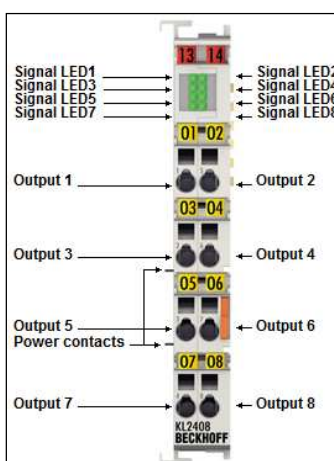 13 14
Signal LED1 Signal LED2
Signal LED3 Signal LED4
Signal LED5 Signal LED6
Signal LED7 Signal LED8
01 02
Output 1 Output 2
03 04
Output 3 Output 4
05 06
Output 5 Output 6
Power contacts
07 08
Output 7 Output 8
KL2408
BECKHOFF